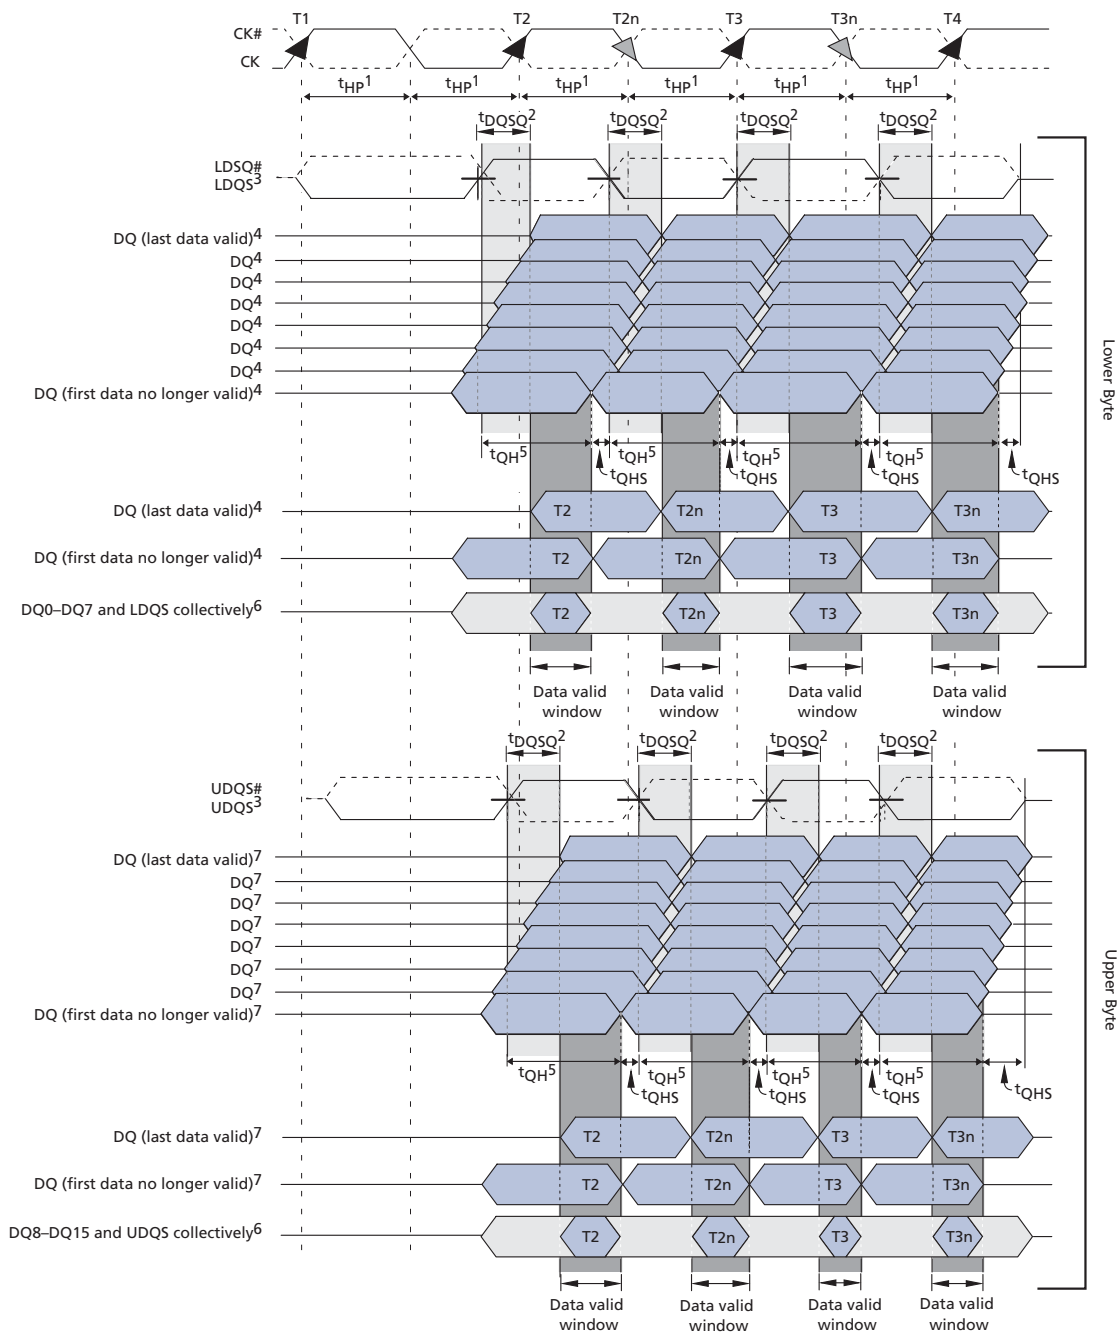 T1 T2 T2n T3 T3n T4
CK#
CK
tHP1 tHP1 tHP1 tHP1 tHP1 tHP1
tDQSQ2 tDQSQ2 tDQSQ2 tDQSQ2
LDSQ#
LDQS3
DQ (last data valid)4
DQ4
DQ4
DQ4
DQ4
DQ4
DQ4
DQ (first data no longer valid)4
Lower Byte
tQH5 tQH5 tQH5 tQH5
tQHS tQHS tQHS tQHS
DQ (last data valid)4 T2 T2n T3 T3n
DQ (first data no longer valid)4 T2 T2n T3 T3n
DQ0–DQ7 and LDQS collectively6 T2 T2n T3 T3n
Data valid window Data valid window Data valid window Data valid window
tDQSQ2 tDQSQ2 tDQSQ2 tDQSQ2
UDQS#
UDQS3
DQ (last data valid)7
DQ7
DQ7
DQ7
DQ7
DQ7
DQ7
DQ (first data no longer valid)7
Upper Byte
tQH5 tQH5 tQH5 tQH5
tQHS tQHS tQHS tQHS
DQ (last data valid)7 T2 T2n T3 T3n
DQ (first data no longer valid)7 T2 T2n T3 T3n
DQ8–DQ15 and UDQS collectively6 T2 T2n T3 T3n
Data valid window Data valid window Data valid window Data valid window